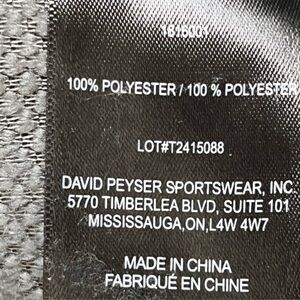 1816001
100% POLYESTER / 100 % POLYESTER
LOT#T2415088
DAVID PEYSER SPORTSWEAR, INC
5770 TIMBERLEA BLVD, SUITE 101
MISSISSAUGA,ON,L4W 4W7
MADE IN CHINA
FABRIQUÉ EN CHINE